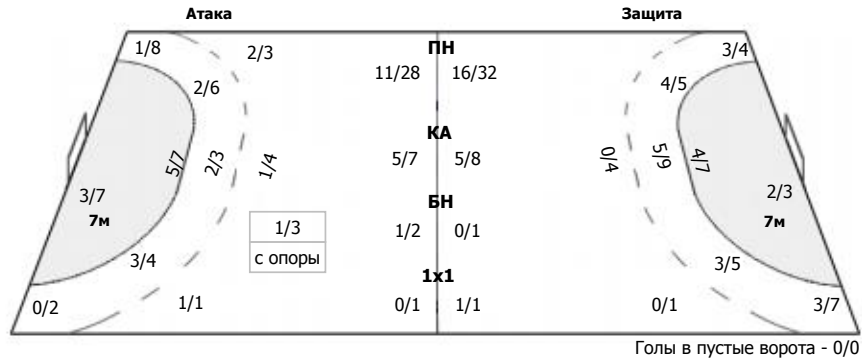 Атака Защита
1/8 2/3 ПН 3/4
11/28 16/32
2/6 4/5
КА
5/7 2/3 1/4 5/7 5/8 0/4 5/9 4/7
3/7 2/3
7м 7м
БН
1/3 1/2 0/1
с опоры
3/4 3/5
1x1
0/2 1/1 0/1 1/1 0/1 3/7
Голы в пустые ворота - 0/0